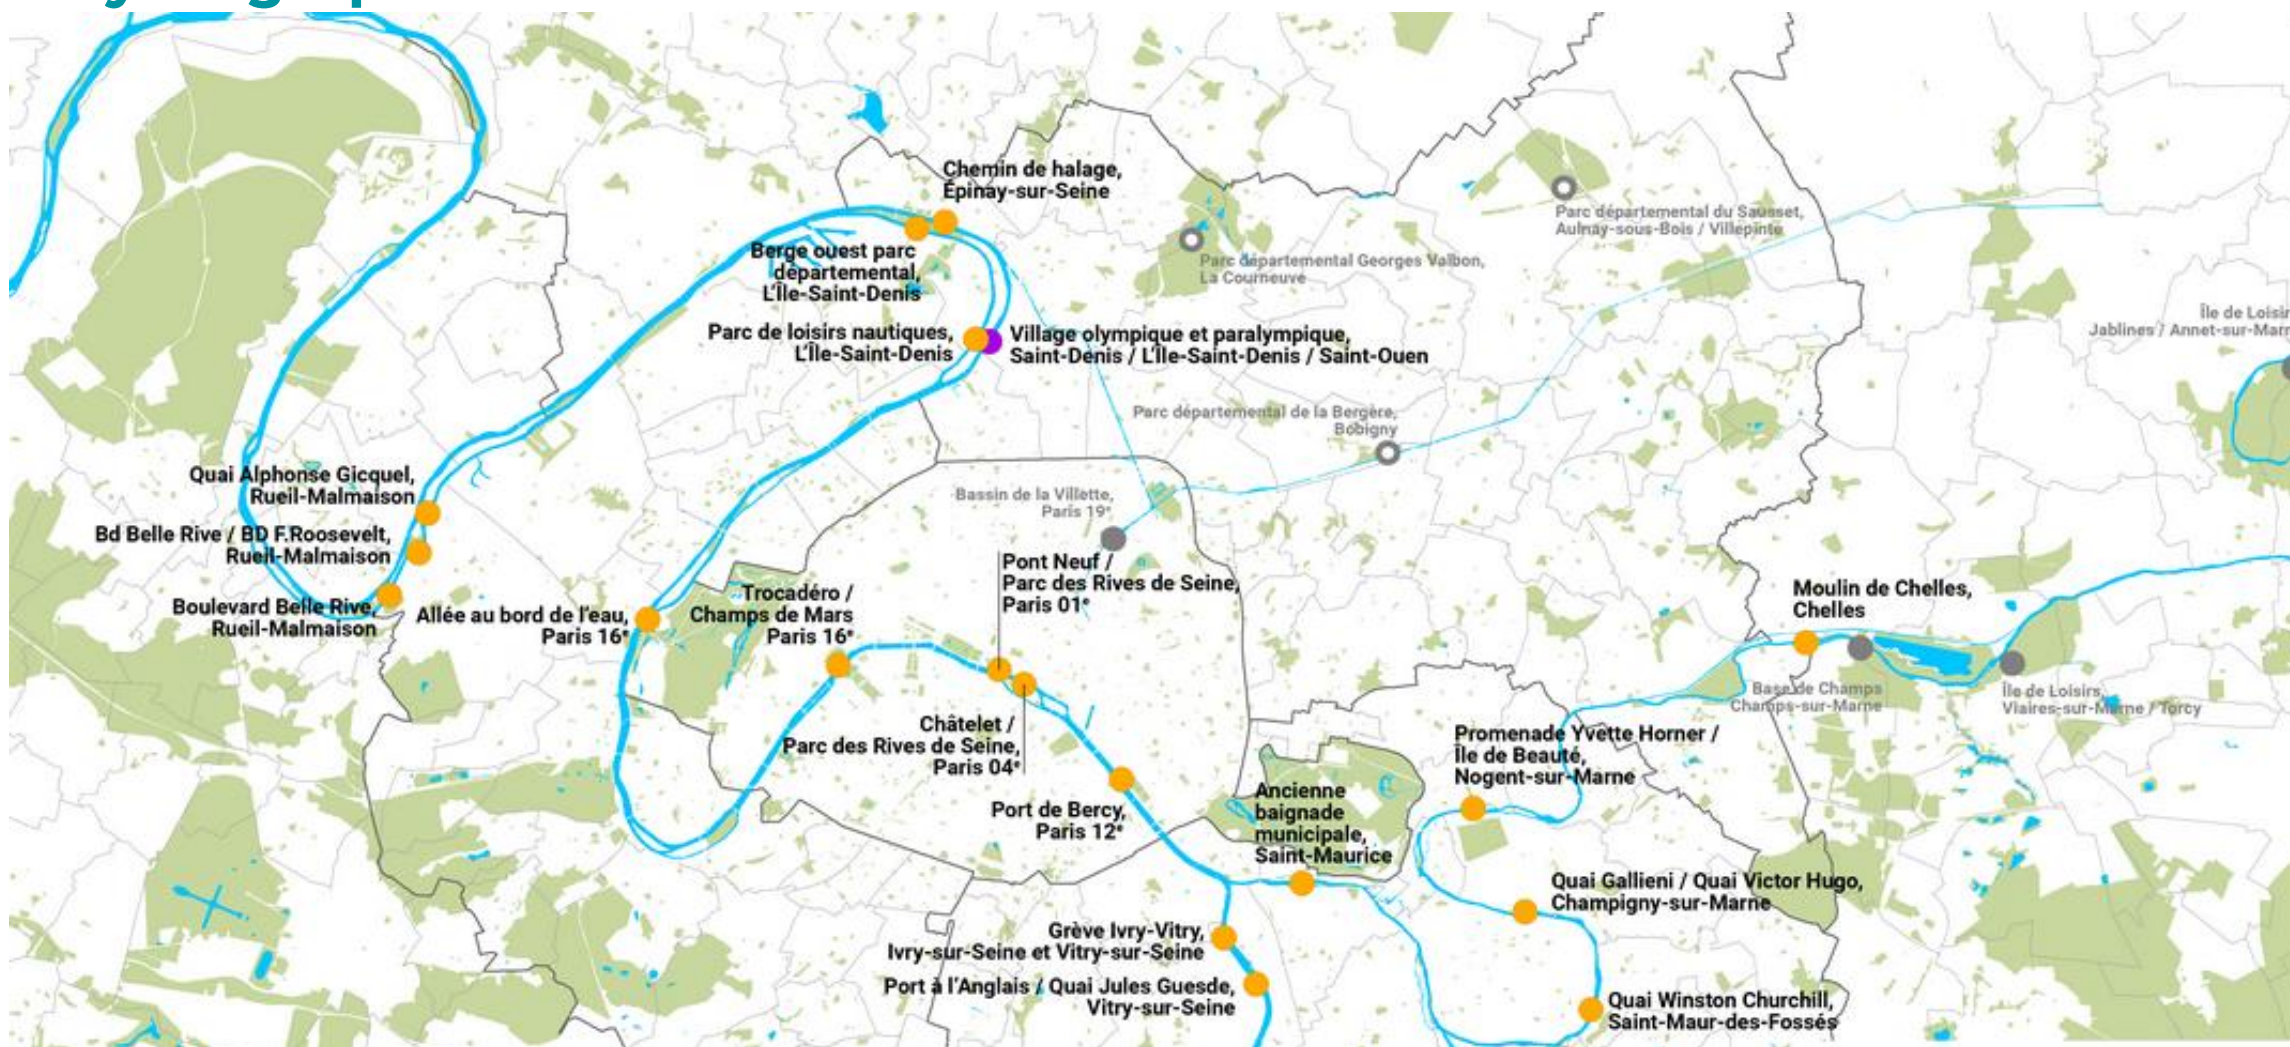 Chemin de halage,
Épinay-sur-Seine
Parc départemental du Sausset,
Aulnay-sous-Bois / Villepinte
Berge ouest parc
départemental,
L'Île-Saint-Denis
Parc départemental Georges Valbon,
La Courneuve
Île de Loisir
Jablines / Annet-sur-Marn
Parc de loisirs nautiques,
L'Île-Saint-Denis
Village olympique et paralympique,
Saint-Denis / L'Île-Saint-Denis / Saint-Ouen
Parc départemental de la Bergère,
Bobigny
Quai Alphonse Gicquel,
Rueil-Malmaison
Bassin de la Villette,
Paris 19e
Bd Belle Rive / BD F.Roosevelt,
Rueil-Malmaison
Pont Neuf /
Parc des Rives de Seine,
Paris 01e
Boulevard Belle Rive,
Rueil-Malmaison
Allée au bord de l'eau,
Paris 16e
Trocadéro /
Champs de Mars
Paris 16e
Moulin de Chelles,
Chelles
Base de Champs
Champs-sur-Marne
Île de Loisirs,
Viaires-sur-Marne / Torcy
Châtelet /
Parc des Rives de Seine,
Paris 04e
Promenade Yvette Horner /
Île de Beauté,
Nogent-sur-Marne
Port de Bercy,
Paris 12e
Ancienne
baignade
municipale,
Saint-Maurice
Quai Gallieni / Quai Victor Hugo,
Champigny-sur-Marne
Grève Ivry-Vitry,
Ivry-sur-Seine et Vitry-sur-Seine
Port à l'Anglais / Quai Jules Guesde,
Vitry-sur-Seine
Quai Winston Churchill,
Saint-Maur-des-Fossés